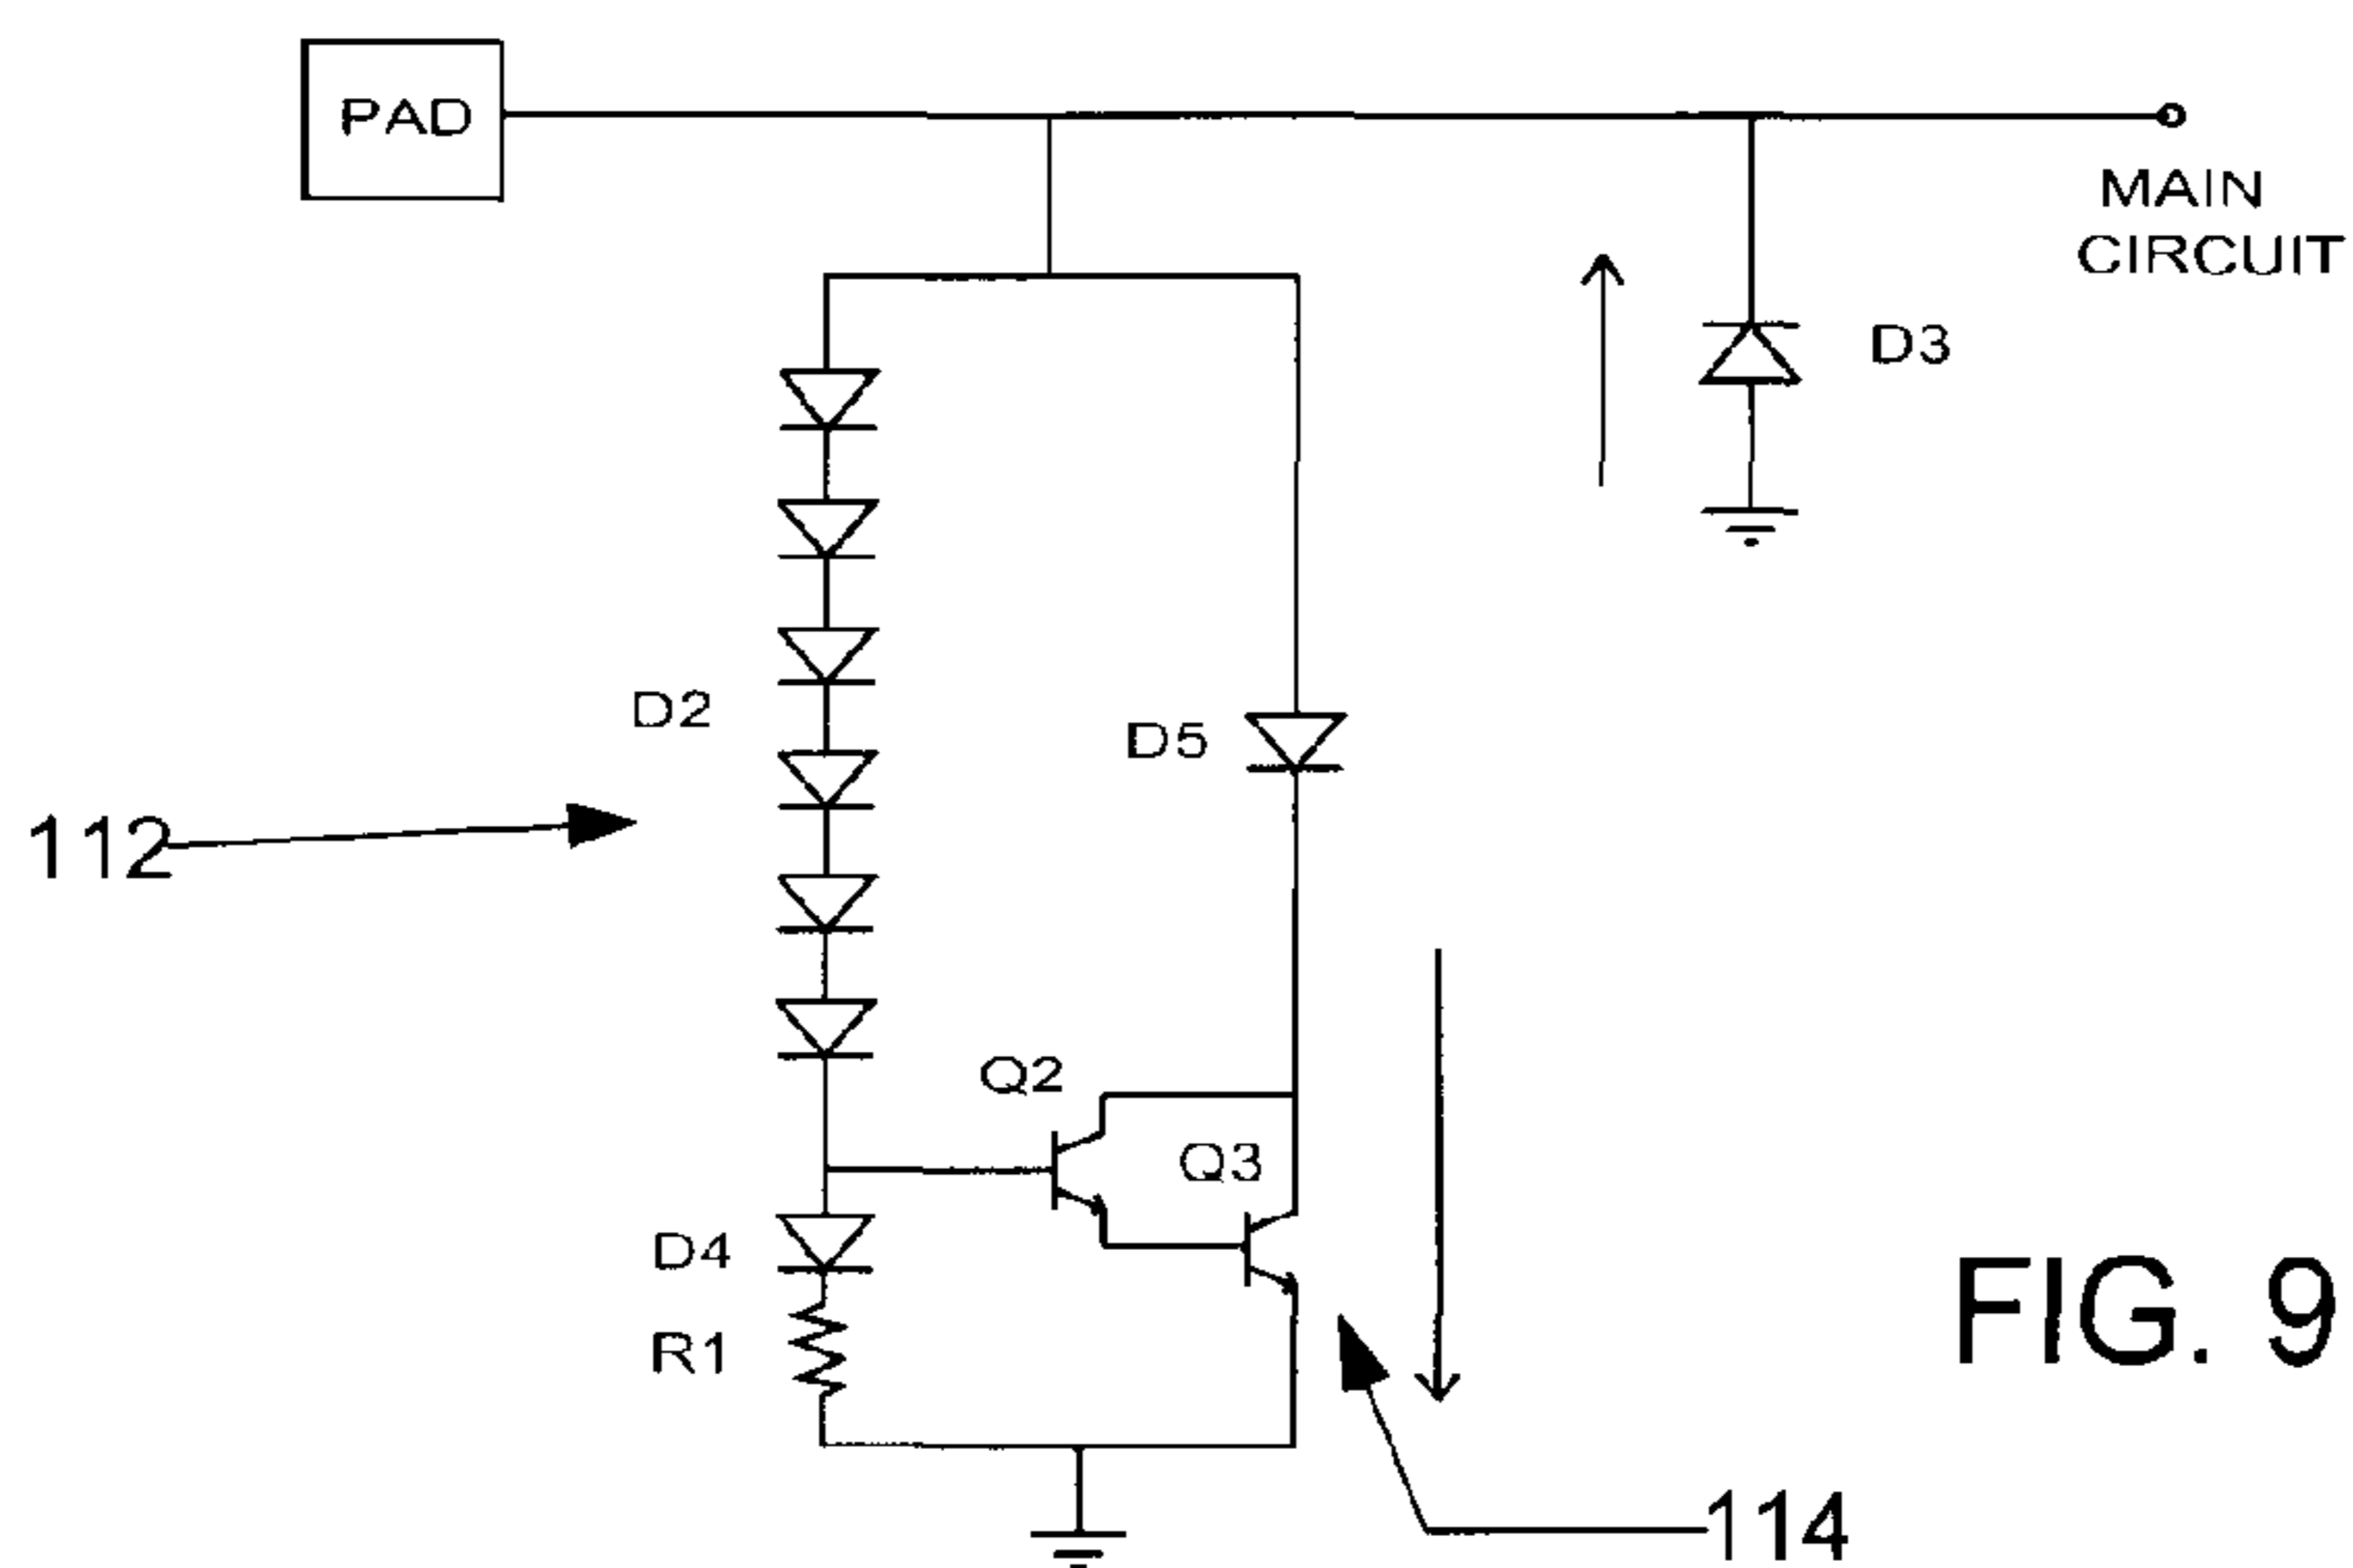 PAD
MAIN
CIRCUIT
D3
D2
D5
112
Q2
Q3
D4
R1
FIG. 9
114